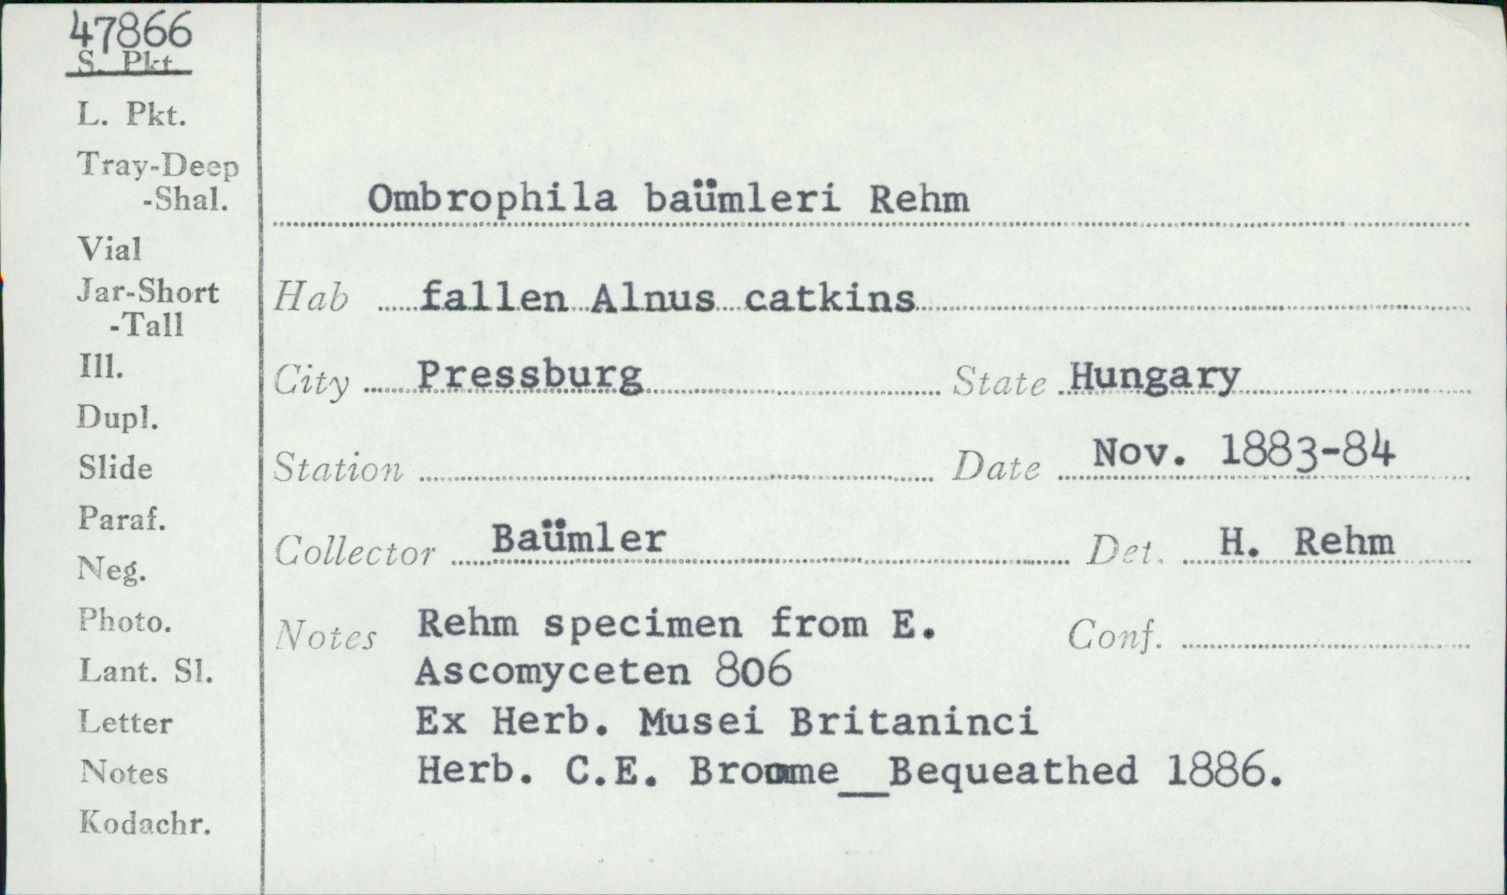 47866
S. Pkt.
L. Pkt.
Tray-Deep
-Shal.
Vial
Jar-Short
-Tall
Ill.
Dupl.
Slide
Paraf.
Neg.
Photo.
Lant. Sl.
Letter
Notes
Kodachr.
Ombrophila baümleri Rehm
Hab fallen Alnus catkins
City Pressburg State Hungary
Station Date Nov. 1883-84
Collector Baümler Det. H. Rehm
Notes Rehm specimen from E. Conf.
Ascomyceten 806
Ex Herb. Musei Britaninci
Herb. C.E. Broome__Bequeathed 1886.